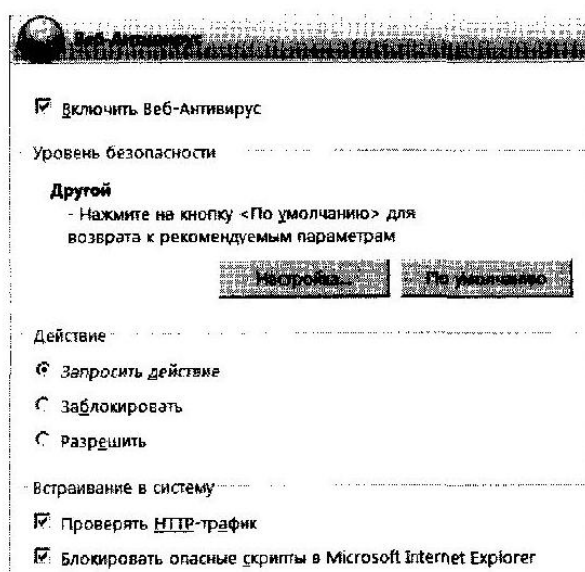 Веб-Антивирус
Включить Веб-Антивирус
Уровень безопасности
Другой
- Нажмите на кнопку <По умолчанию> для
возврата к рекомендуемым параметрам
Настройка... По умолчанию
Действие
Запросить действие
Заблокировать
Разрешить
Встраивание в систему
Проверять HTTP-трафик
Блокировать опасные скрипты в Microsoft Internet Explorer